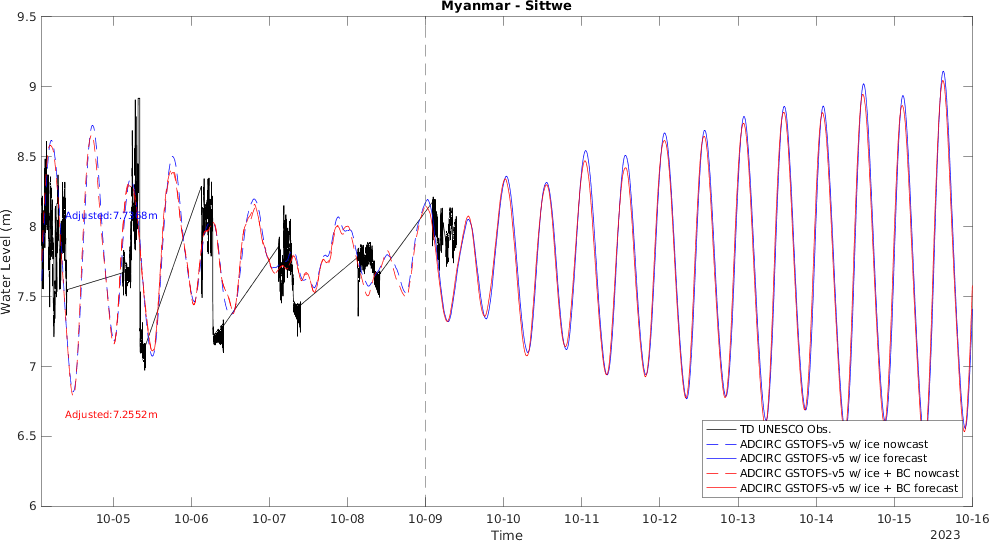 Myanmar - Sittwe
9.5
9
8.5
8
7.5
7
6.5
6
Water Level (m)
Adjusted:7.7368m
Adjusted:7.2552m
TD UNESCO Obs.
ADCIRC GSTOFS-v5 w/ ice nowcast
ADCIRC GSTOFS-v5 w/ ice forecast
ADCIRC GSTOFS-v5 w/ ice + BC nowcast
ADCIRC GSTOFS-v5 w/ ice + BC forecast
10-05 10-06 10-07 10-08 10-09 10-10 10-11 10-12 10-13 10-14 10-15 10-16
Time
2023